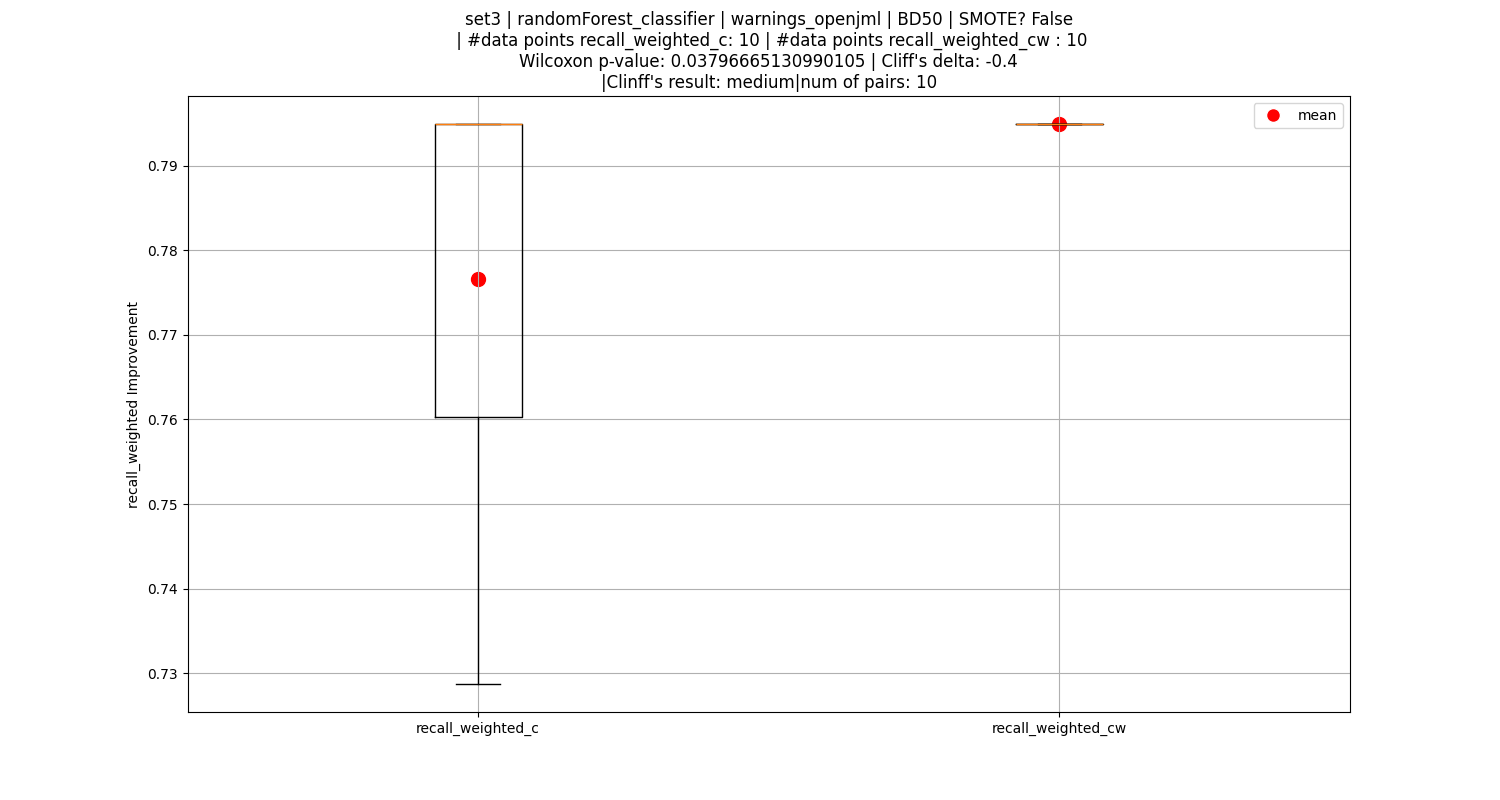 set3 | randomForest_classifier | warnings_openjml | BD50 | SMOTE? False
| #data points recall_weighted_c: 10 | #data points recall_weighted_cw : 10
Wilcoxon p-value: 0.03796665130990105 | Cliff's delta: -0.4
|Clinff's result: medium|num of pairs: 10
mean
0.79
0.78
0.77
0.76
0.75
0.74
0.73
recall_weighted Improvement
recall_weighted_c
recall_weighted_cw